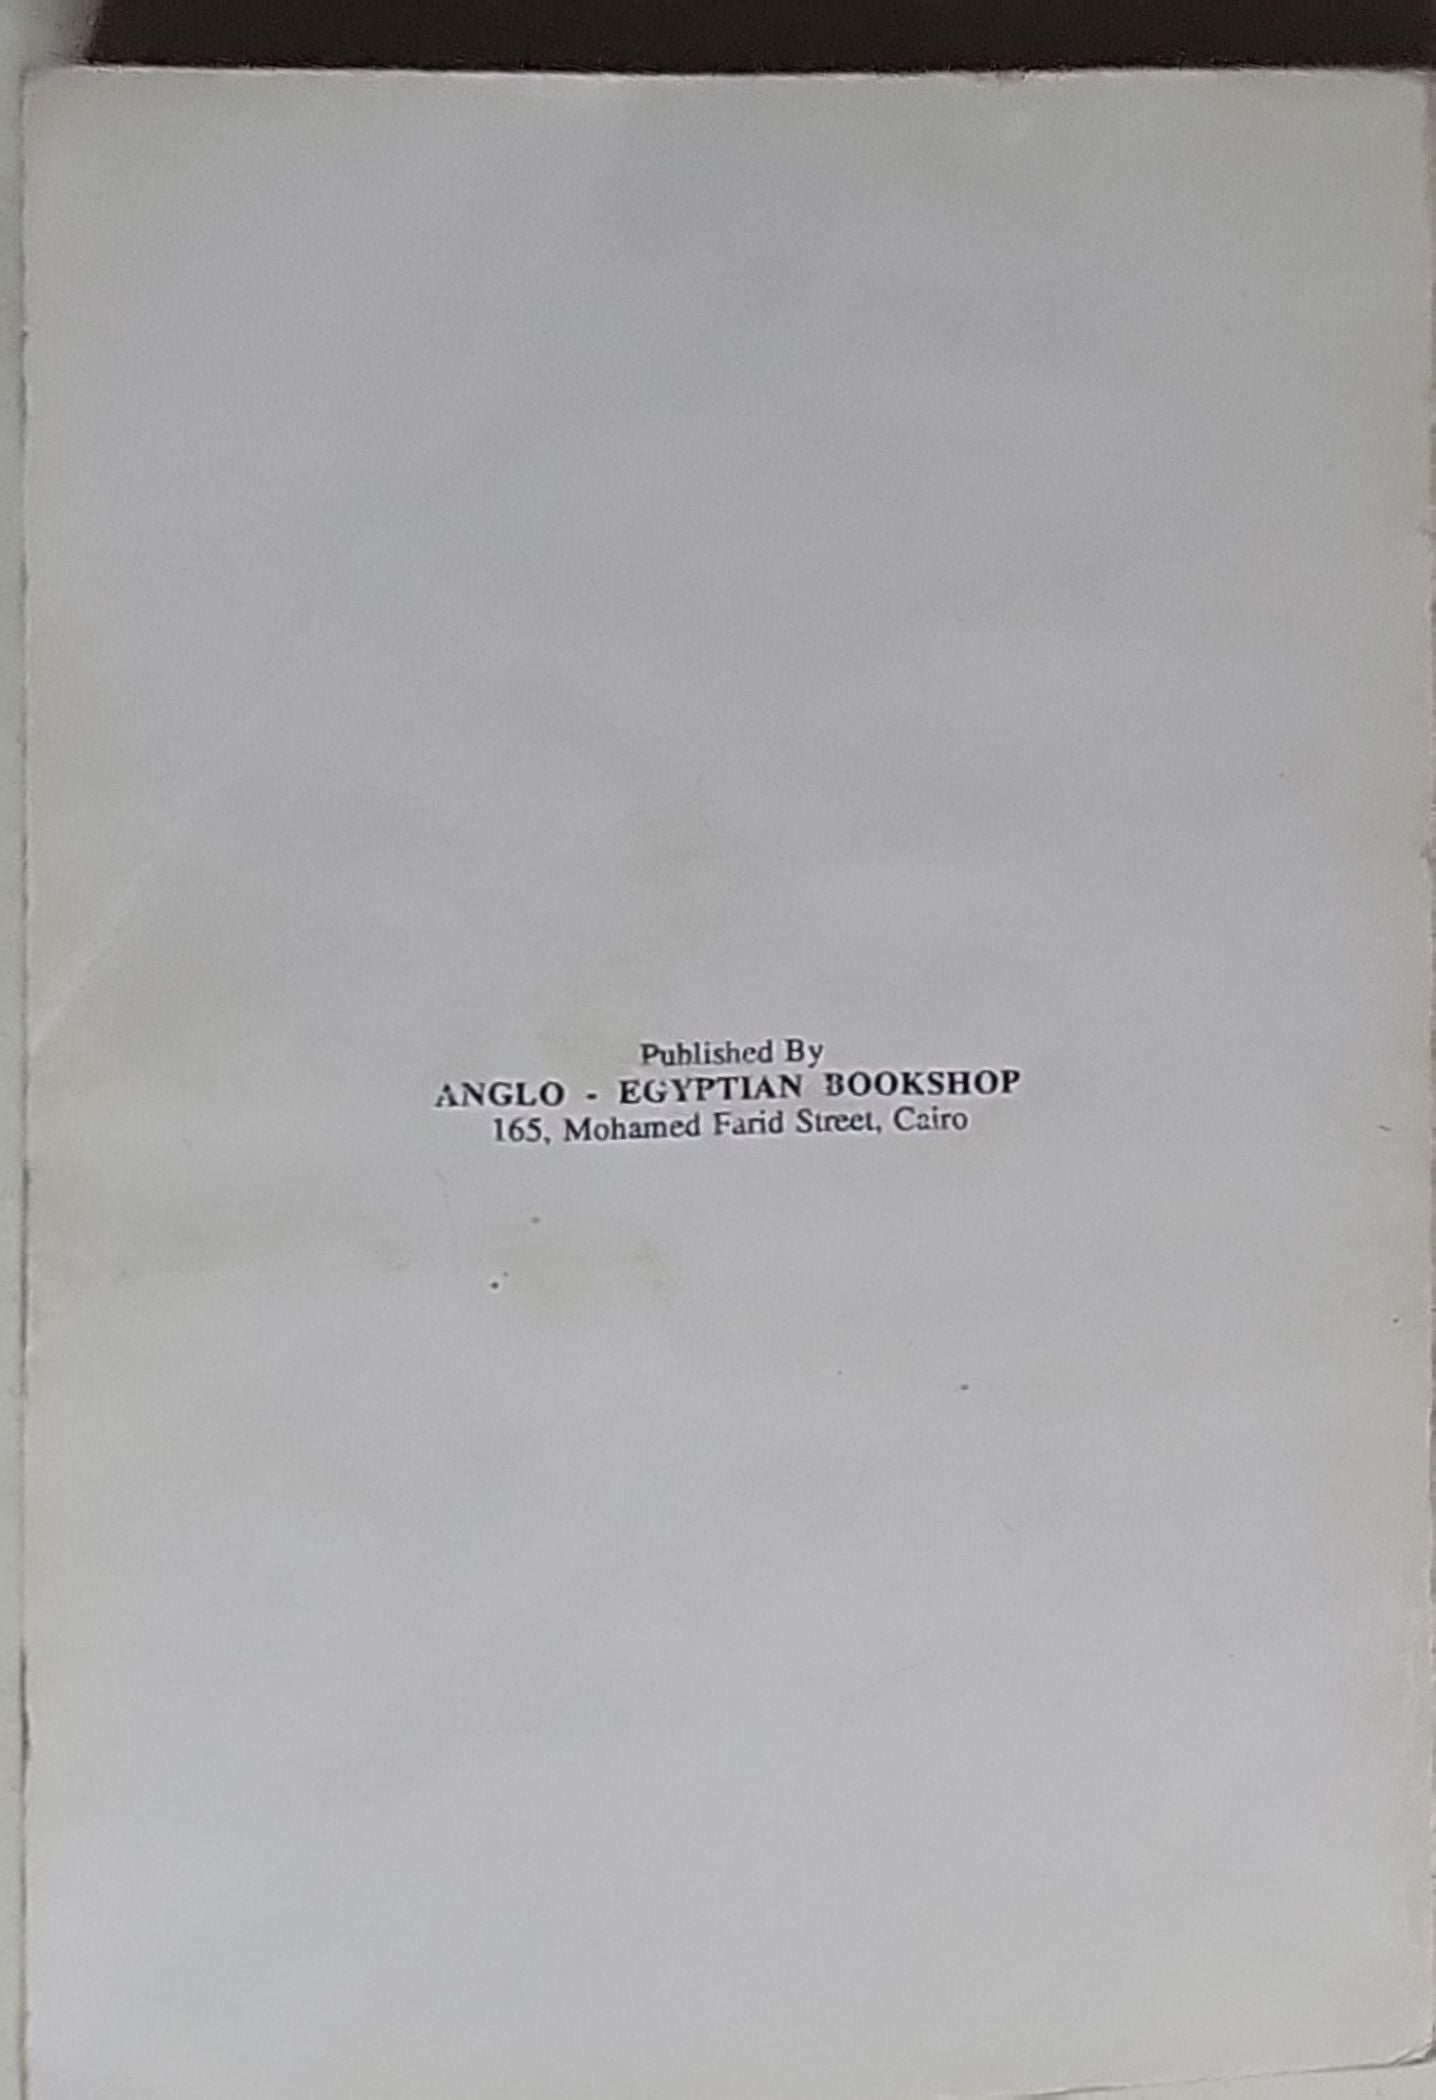 Published By
ANGLO - EGYPTIAN BOOKSHOP
165, Mohamed Farid Street, Cairo